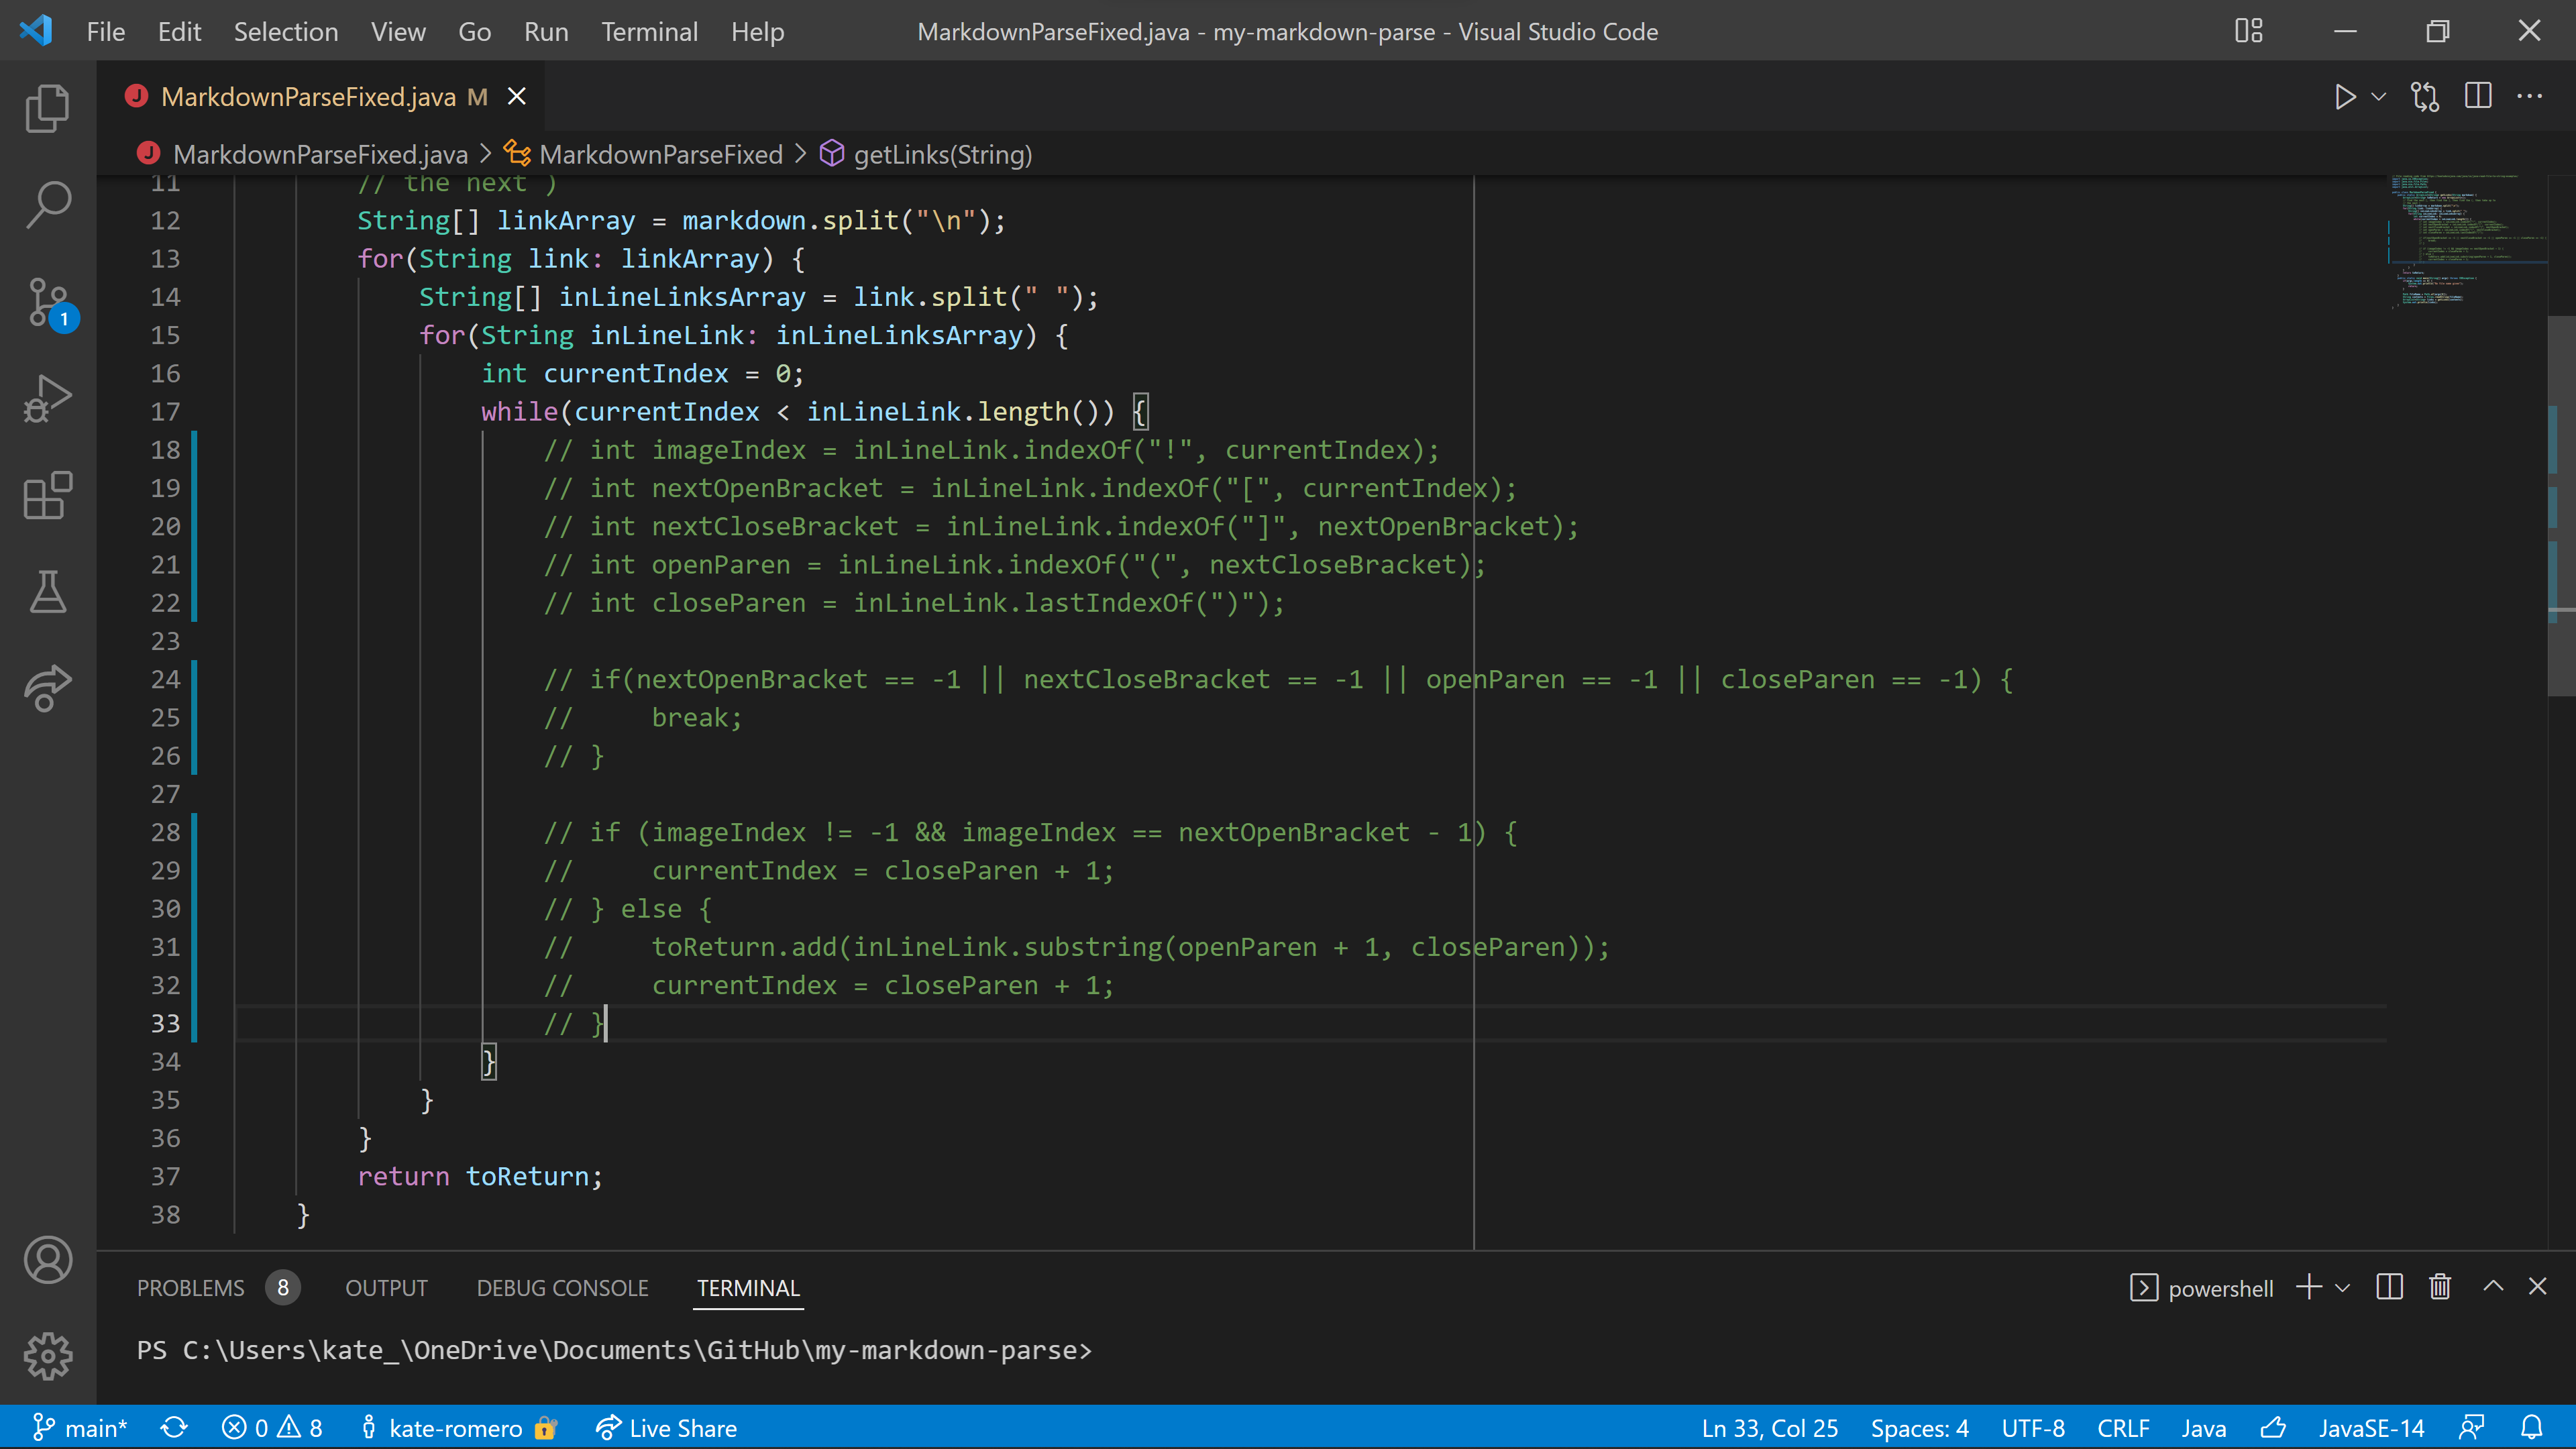 File Edit Selection View Go Run Terminal Help MarkdownParseFixed.java - my-markdown-parse - Visual Studio Code
MarkdownParseFixed.java M
MarkdownParseFixed.java > MarkdownParseFixed > getLinks(String)
11 // the next )
12 String[] linkArray = markdown.split("\n");
13 for(String link: linkArray) {
14 String[] inLineLinksArray = link.split(" ");
15 for(String inLineLink: inLineLinksArray) {
16 int currentIndex = 0;
17 while(currentIndex < inLineLink.length()) {
18 // int imageIndex = inLineLink.indexOf("!", currentIndex);
19 // int nextOpenBracket = inLineLink.indexOf("[", currentIndex);
20 // int nextCloseBracket = inLineLink.indexOf("]", nextOpenBracket);
21 // int openParen = inLineLink.indexOf("(", nextCloseBracket);
22 // int closeParen = inLineLink.lastIndexOf(")");
23
24 // if(nextOpenBracket == -1 || nextCloseBracket == -1 || openParen == -1 || closeParen == -1) {
25 // break;
26 // }
27
28 // if (imageIndex != -1 && imageIndex == nextOpenBracket - 1) {
29 // currentIndex = closeParen + 1;
30 // } else {
31 // toReturn.add(inLineLink.substring(openParen + 1, closeParen));
32 // currentIndex = closeParen + 1;
33 // }
34 }
35 }
36 }
37 return toReturn;
38 }
1
PROBLEMS 8 OUTPUT DEBUG CONSOLE TERMINAL powershell
PS C:\Users\kate_\OneDrive\Documents\GitHub\my-markdown-parse>
main* 0 8 kate-romero Live Share Ln 33, Col 25 Spaces: 4 UTF-8 CRLF Java JavaSE-14